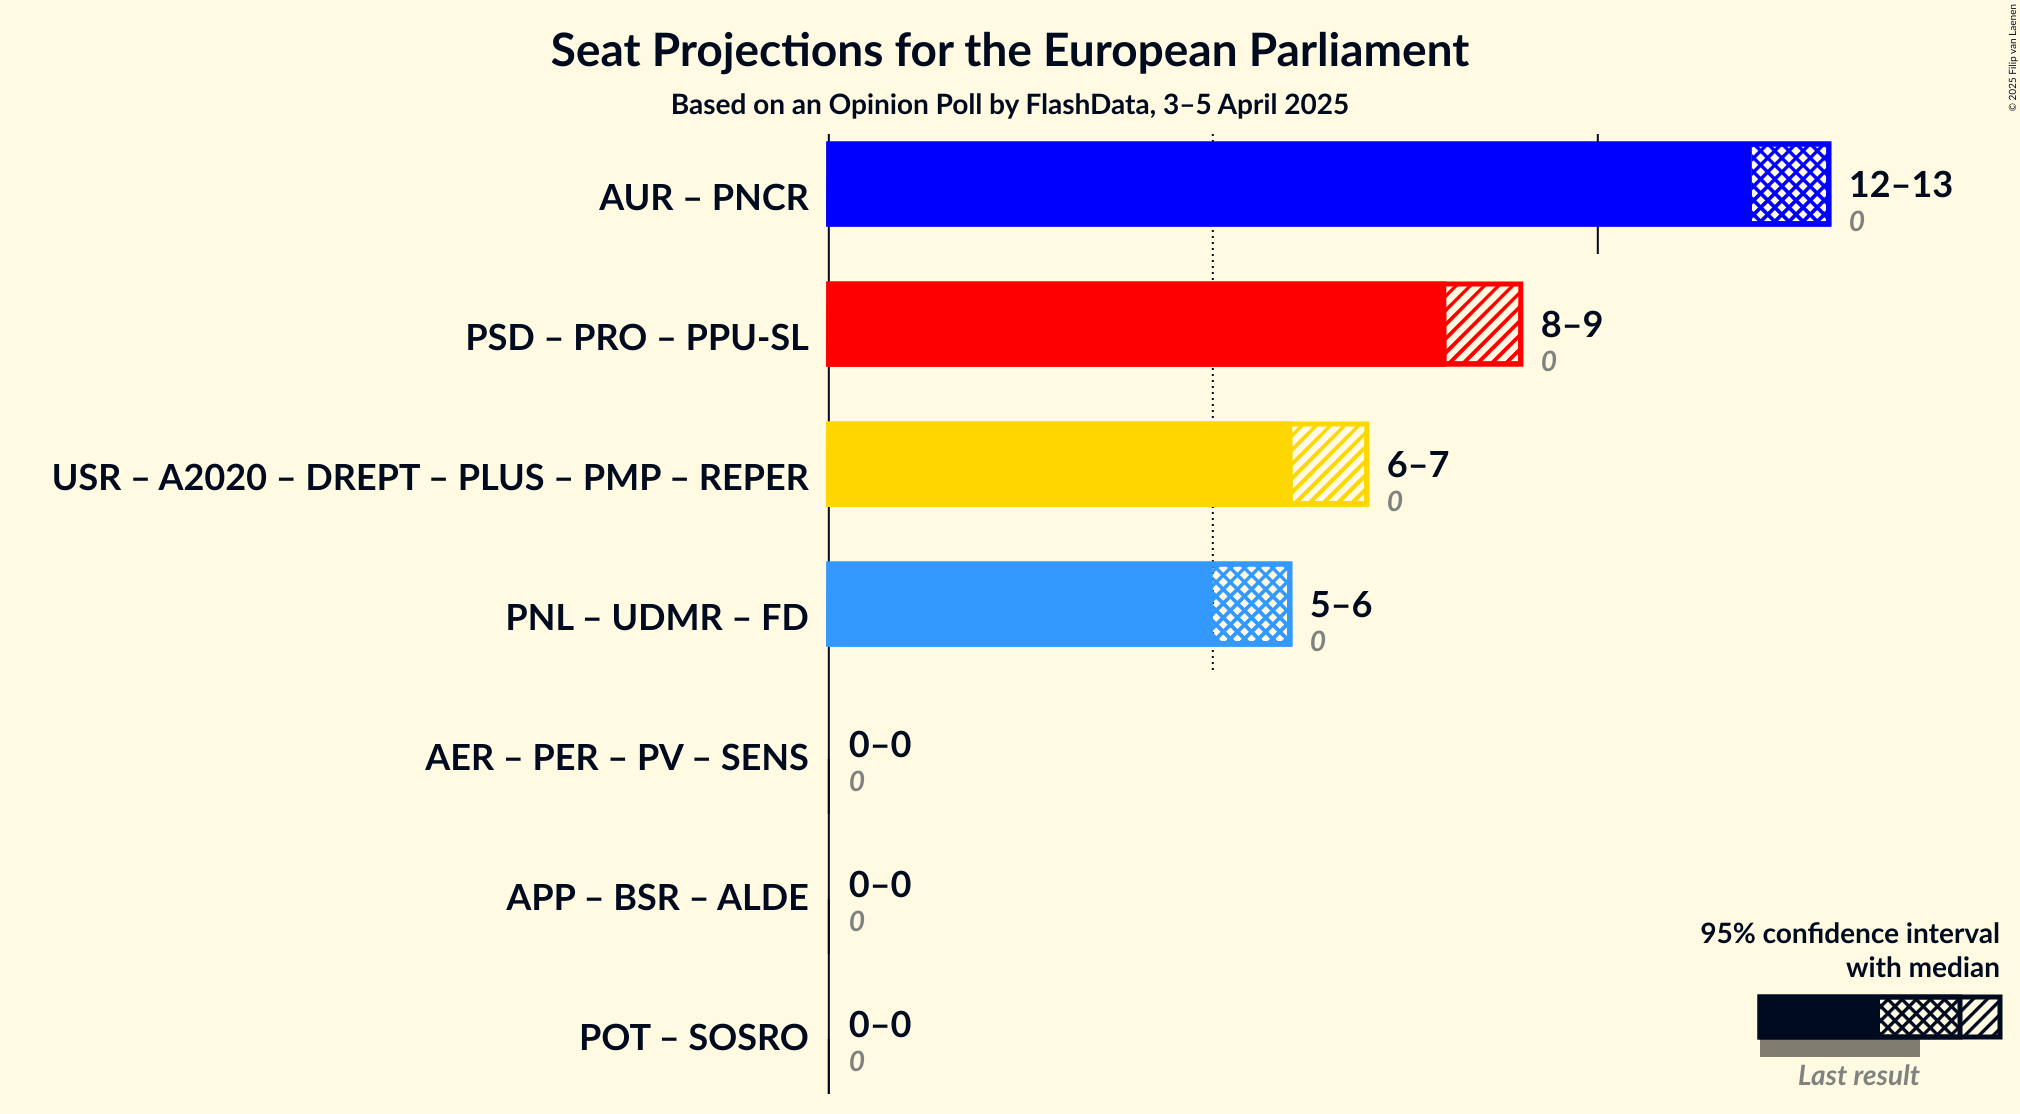 Seat Projections for the European Parliament
Based on an Opinion Poll by FlashData, 3–5 April 2025
© 2025 Filip van Laenen
AUR – PNCR
12–13
0
PSD – PRO – PPU-SL
8–9
0
USR – A2020 – DREPT – PLUS – PMP – REPER
6–7
0
PNL – UDMR – FD
5–6
0
AER – PER – PV – SENS
0–0
0
APP – BSR – ALDE
0–0
0
POT – SOSRO
0–0
0
95% confidence interval
with median
Last result